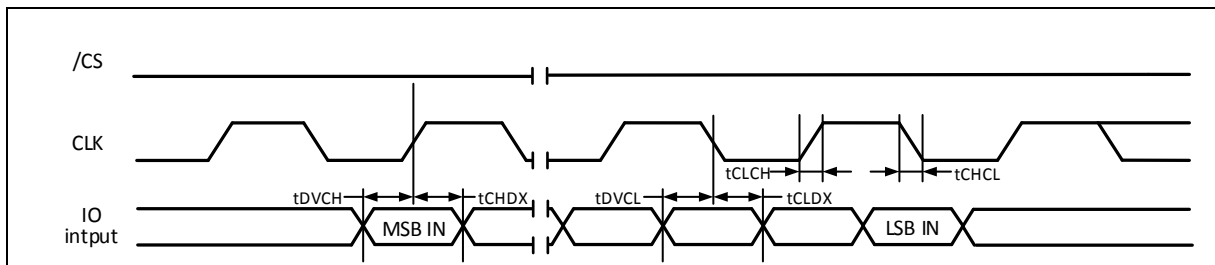 /CS
CLK
tCLCH
tCHCL
tDVCH
tCHDX
tDVCL
tCLDX
IO
intput
MSB IN
LSB IN